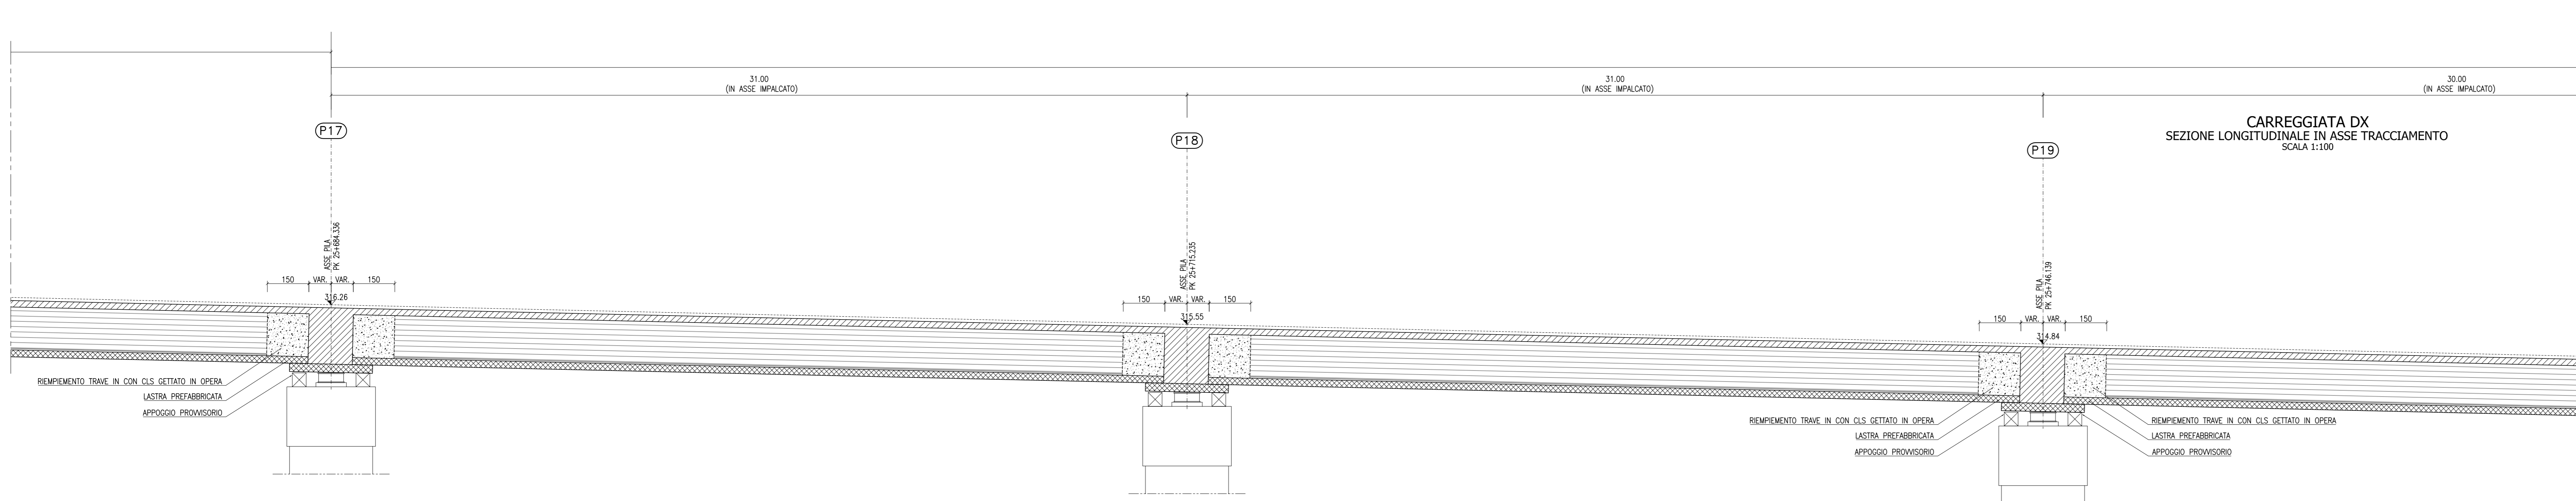 31.00
(IN ASSE IMPALCATO)
31.00
(IN ASSE IMPALCATO)
30.00
(IN ASSE IMPALCATO)
P17
P18
P19
CARREGGIATA DX
SEZIONE LONGITUDINALE IN ASSE TRACCIAMENTO
SCALA 1:100
ASSE PILA
PK 25+684.336
150
VAR.
VAR.
150
316.26
ASSE PILA
PK 25+715.235
150
VAR.
VAR.
150
315.55
ASSE PILA
PK 25+746.139
150
VAR.
VAR.
150
314.84
RIEMPIEMENTO TRAVE IN CON CLS GETTATO IN OPERA
LASTRA PREFABBRICATA
APPOGGIO PROVVISORIO
RIEMPIEMENTO TRAVE IN CON CLS GETTATO IN OPERA
LASTRA PREFABBRICATA
APPOGGIO PROVVISORIO
RIEMPIEMENTO TRAVE IN CON CLS GETTATO IN OPERA
LASTRA PREFABBRICATA
APPOGGIO PROVVISORIO